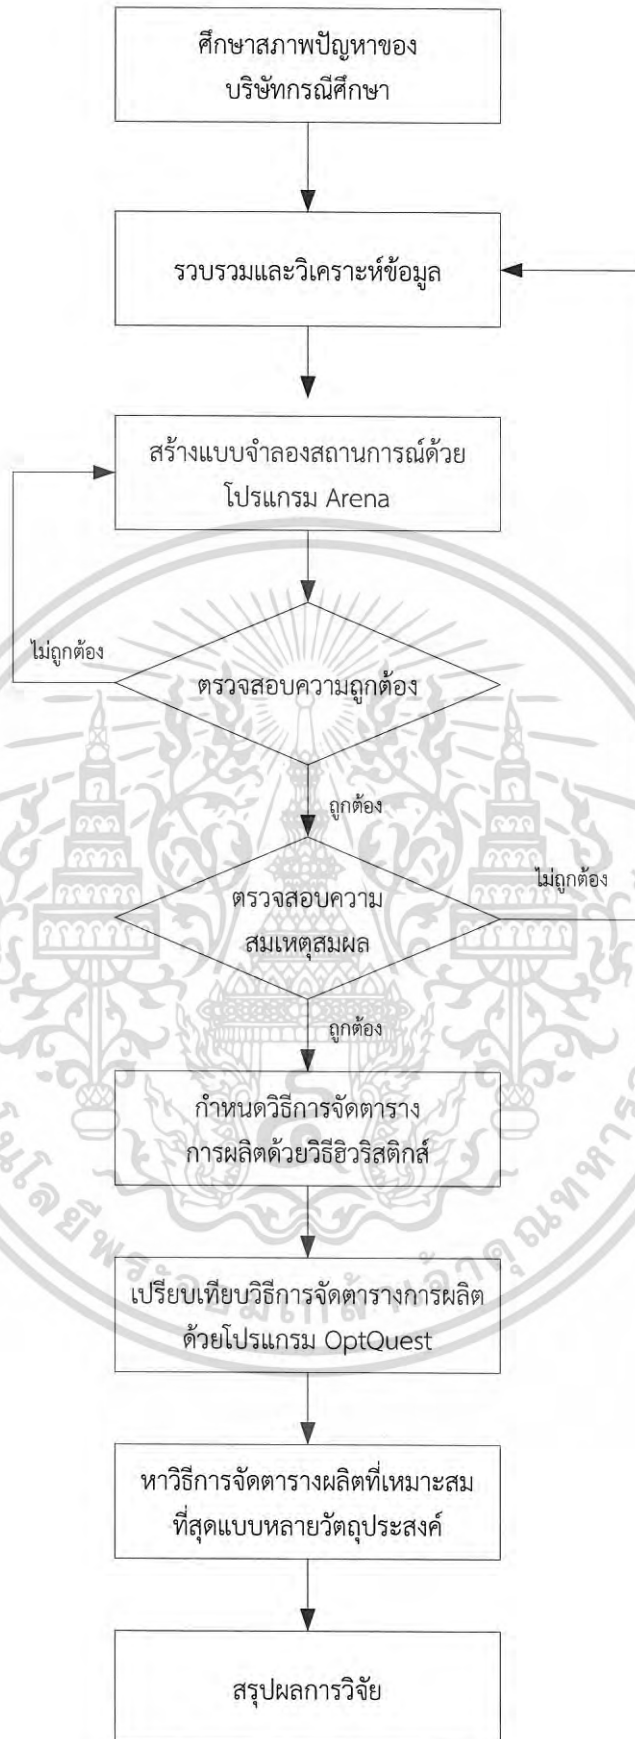 ศึกษาสภาพปัญหาของ
บริษัทกรณีศึกษา
รวบรวมและวิเคราะห์ข้อมูล
สร้างแบบจำลองสถานการณ์ด้วย
โปรแกรม Arena
ไม่ถูกต้อง
ตรวจสอบความถูกต้อง
ถูกต้อง
ไม่ถูกต้อง
ตรวจสอบความ
สมเหตุสมผล
ถูกต้อง
กำหนดวิธีการจัดตาราง
การผลิตด้วยวิธีฮิวริสติกส์
เปรียบเทียบวิธีการจัดตารางการผลิต
ด้วยโปรแกรม OptQuest
หาวิธีการจัดตารางผลิตที่เหมาะสม
ที่สุดแบบหลายวัตถุประสงค์
สรุปผลการวิจัย